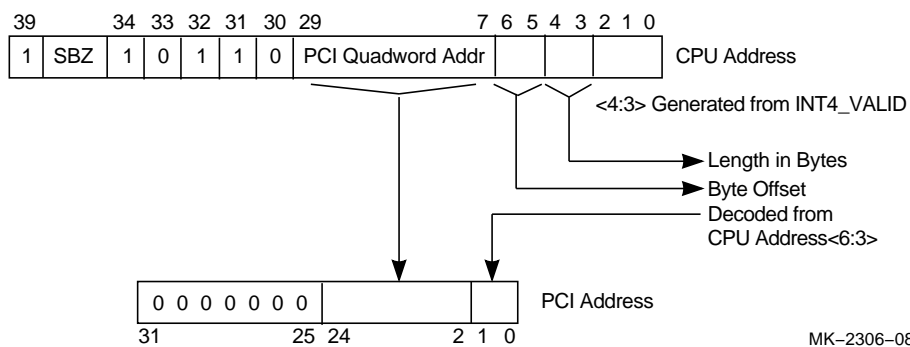 39 34 33 32 31 30 29 7 6 5 4 3 2 1 0
1 SBZ 1 0 1 1 0 PCI Quadword Addr CPU Address
<4:3> Generated from INT4_VALID
Length in Bytes
Byte Offset
Decoded from
CPU Address<6:3>
0 0 0 0 0 0 0 PCI Address
31 25 24 2 1 0
MK−2306−08